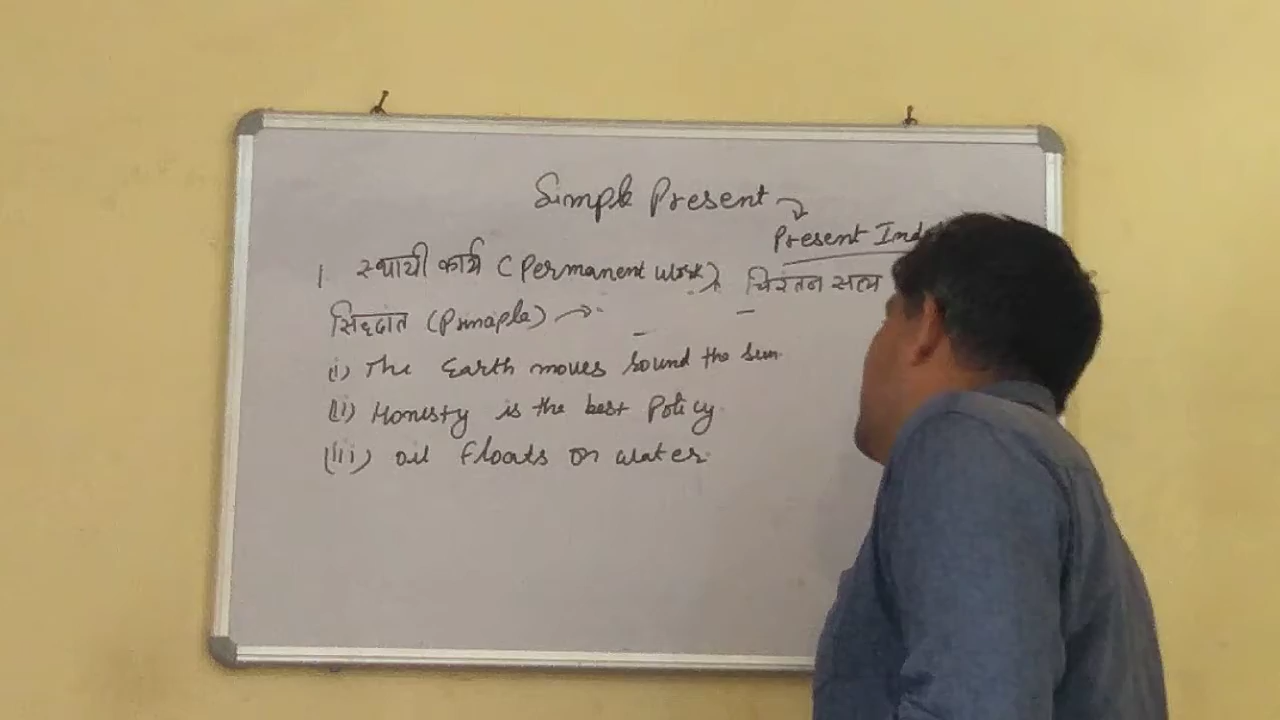 Simple Present
Present Ind
1. स्थायी कार्य (Permanent work), चिरंतन सत्य
सिद्धांत (Principle) →
(i) The Earth moves round the sun.
(ii) Honesty is the best Policy.
(iii) oil floats on water.